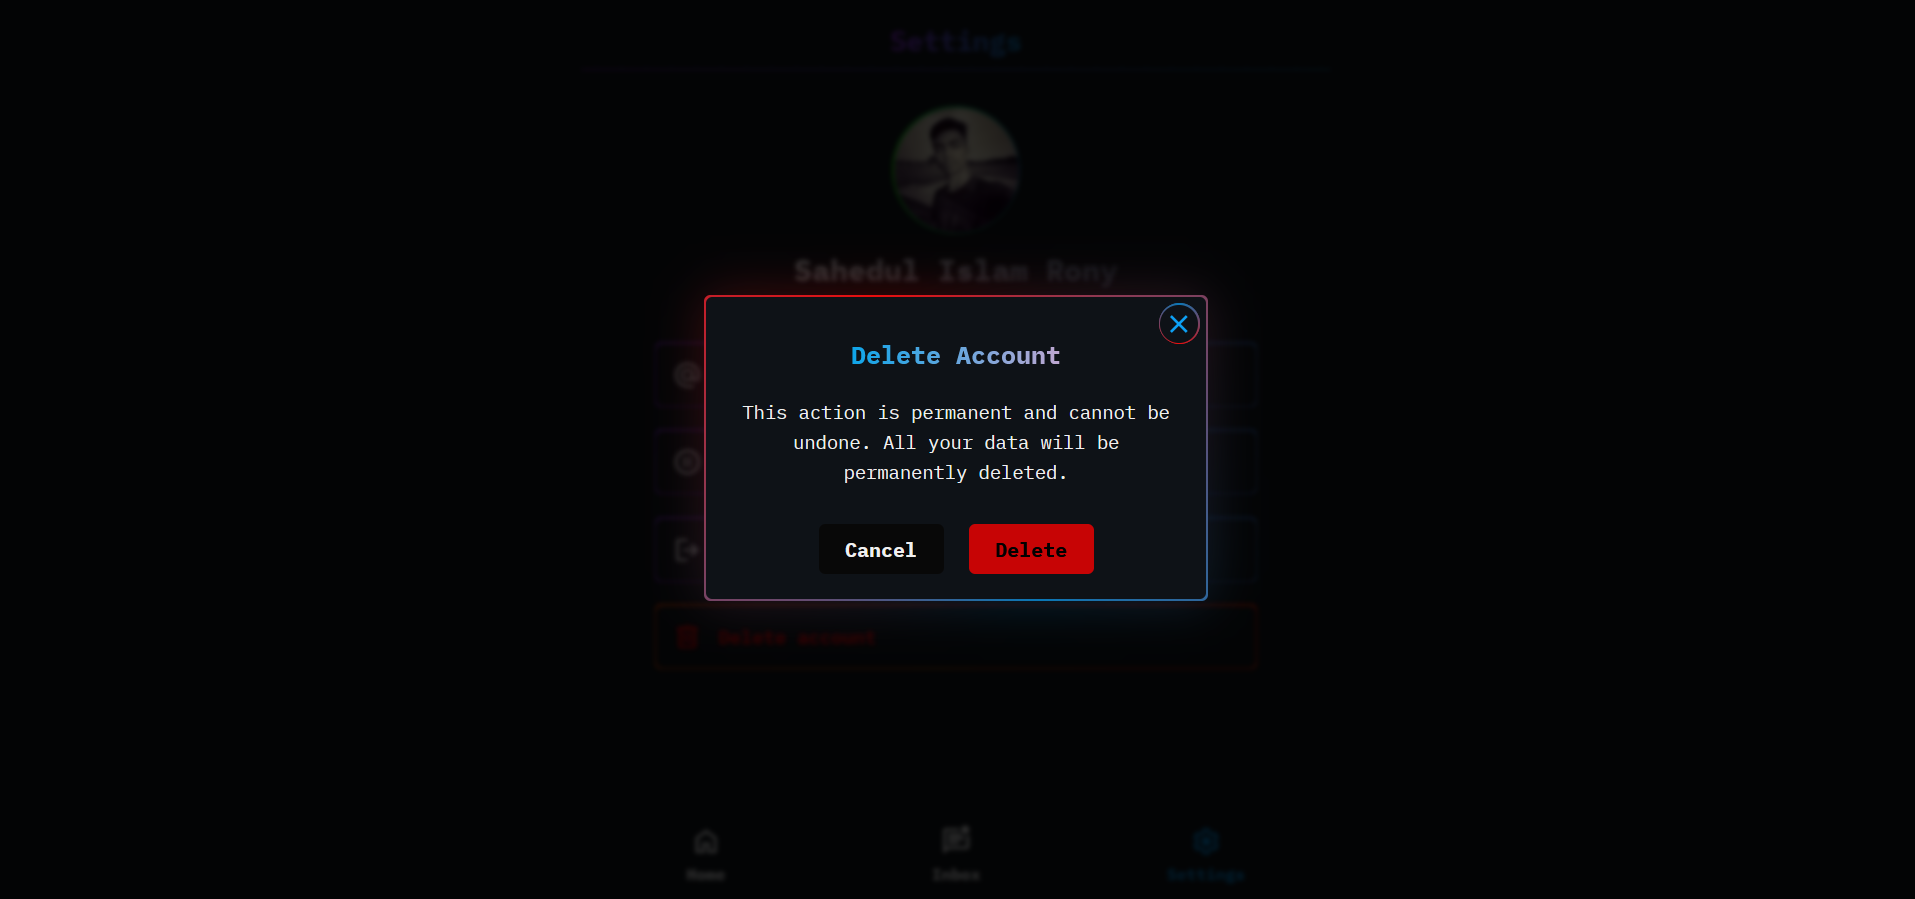 Settings
Sahedul Islam Rony
Delete Account
This action is permanent and cannot be
undone. All your data will be
permanently deleted.
Cancel Delete
Delete account
Home Inbox Settings